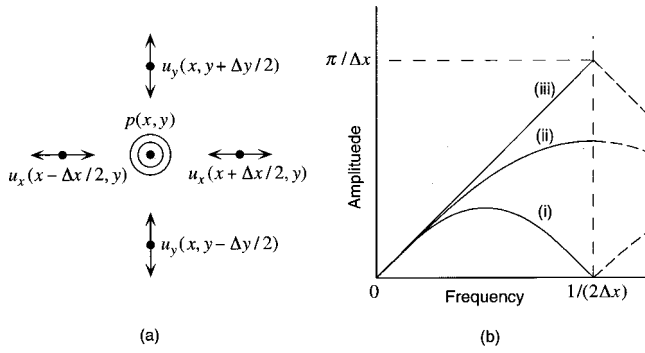 u_y(x, y + Δy/2)
p(x, y)
u_x(x − Δx/2, y)
u_x(x + Δx/2, y)
u_y(x, y − Δy/2)
(a)
π/Δx
(iii)
(ii)
(i)
Amplituede
0
Frequency
1/(2Δx)
(b)